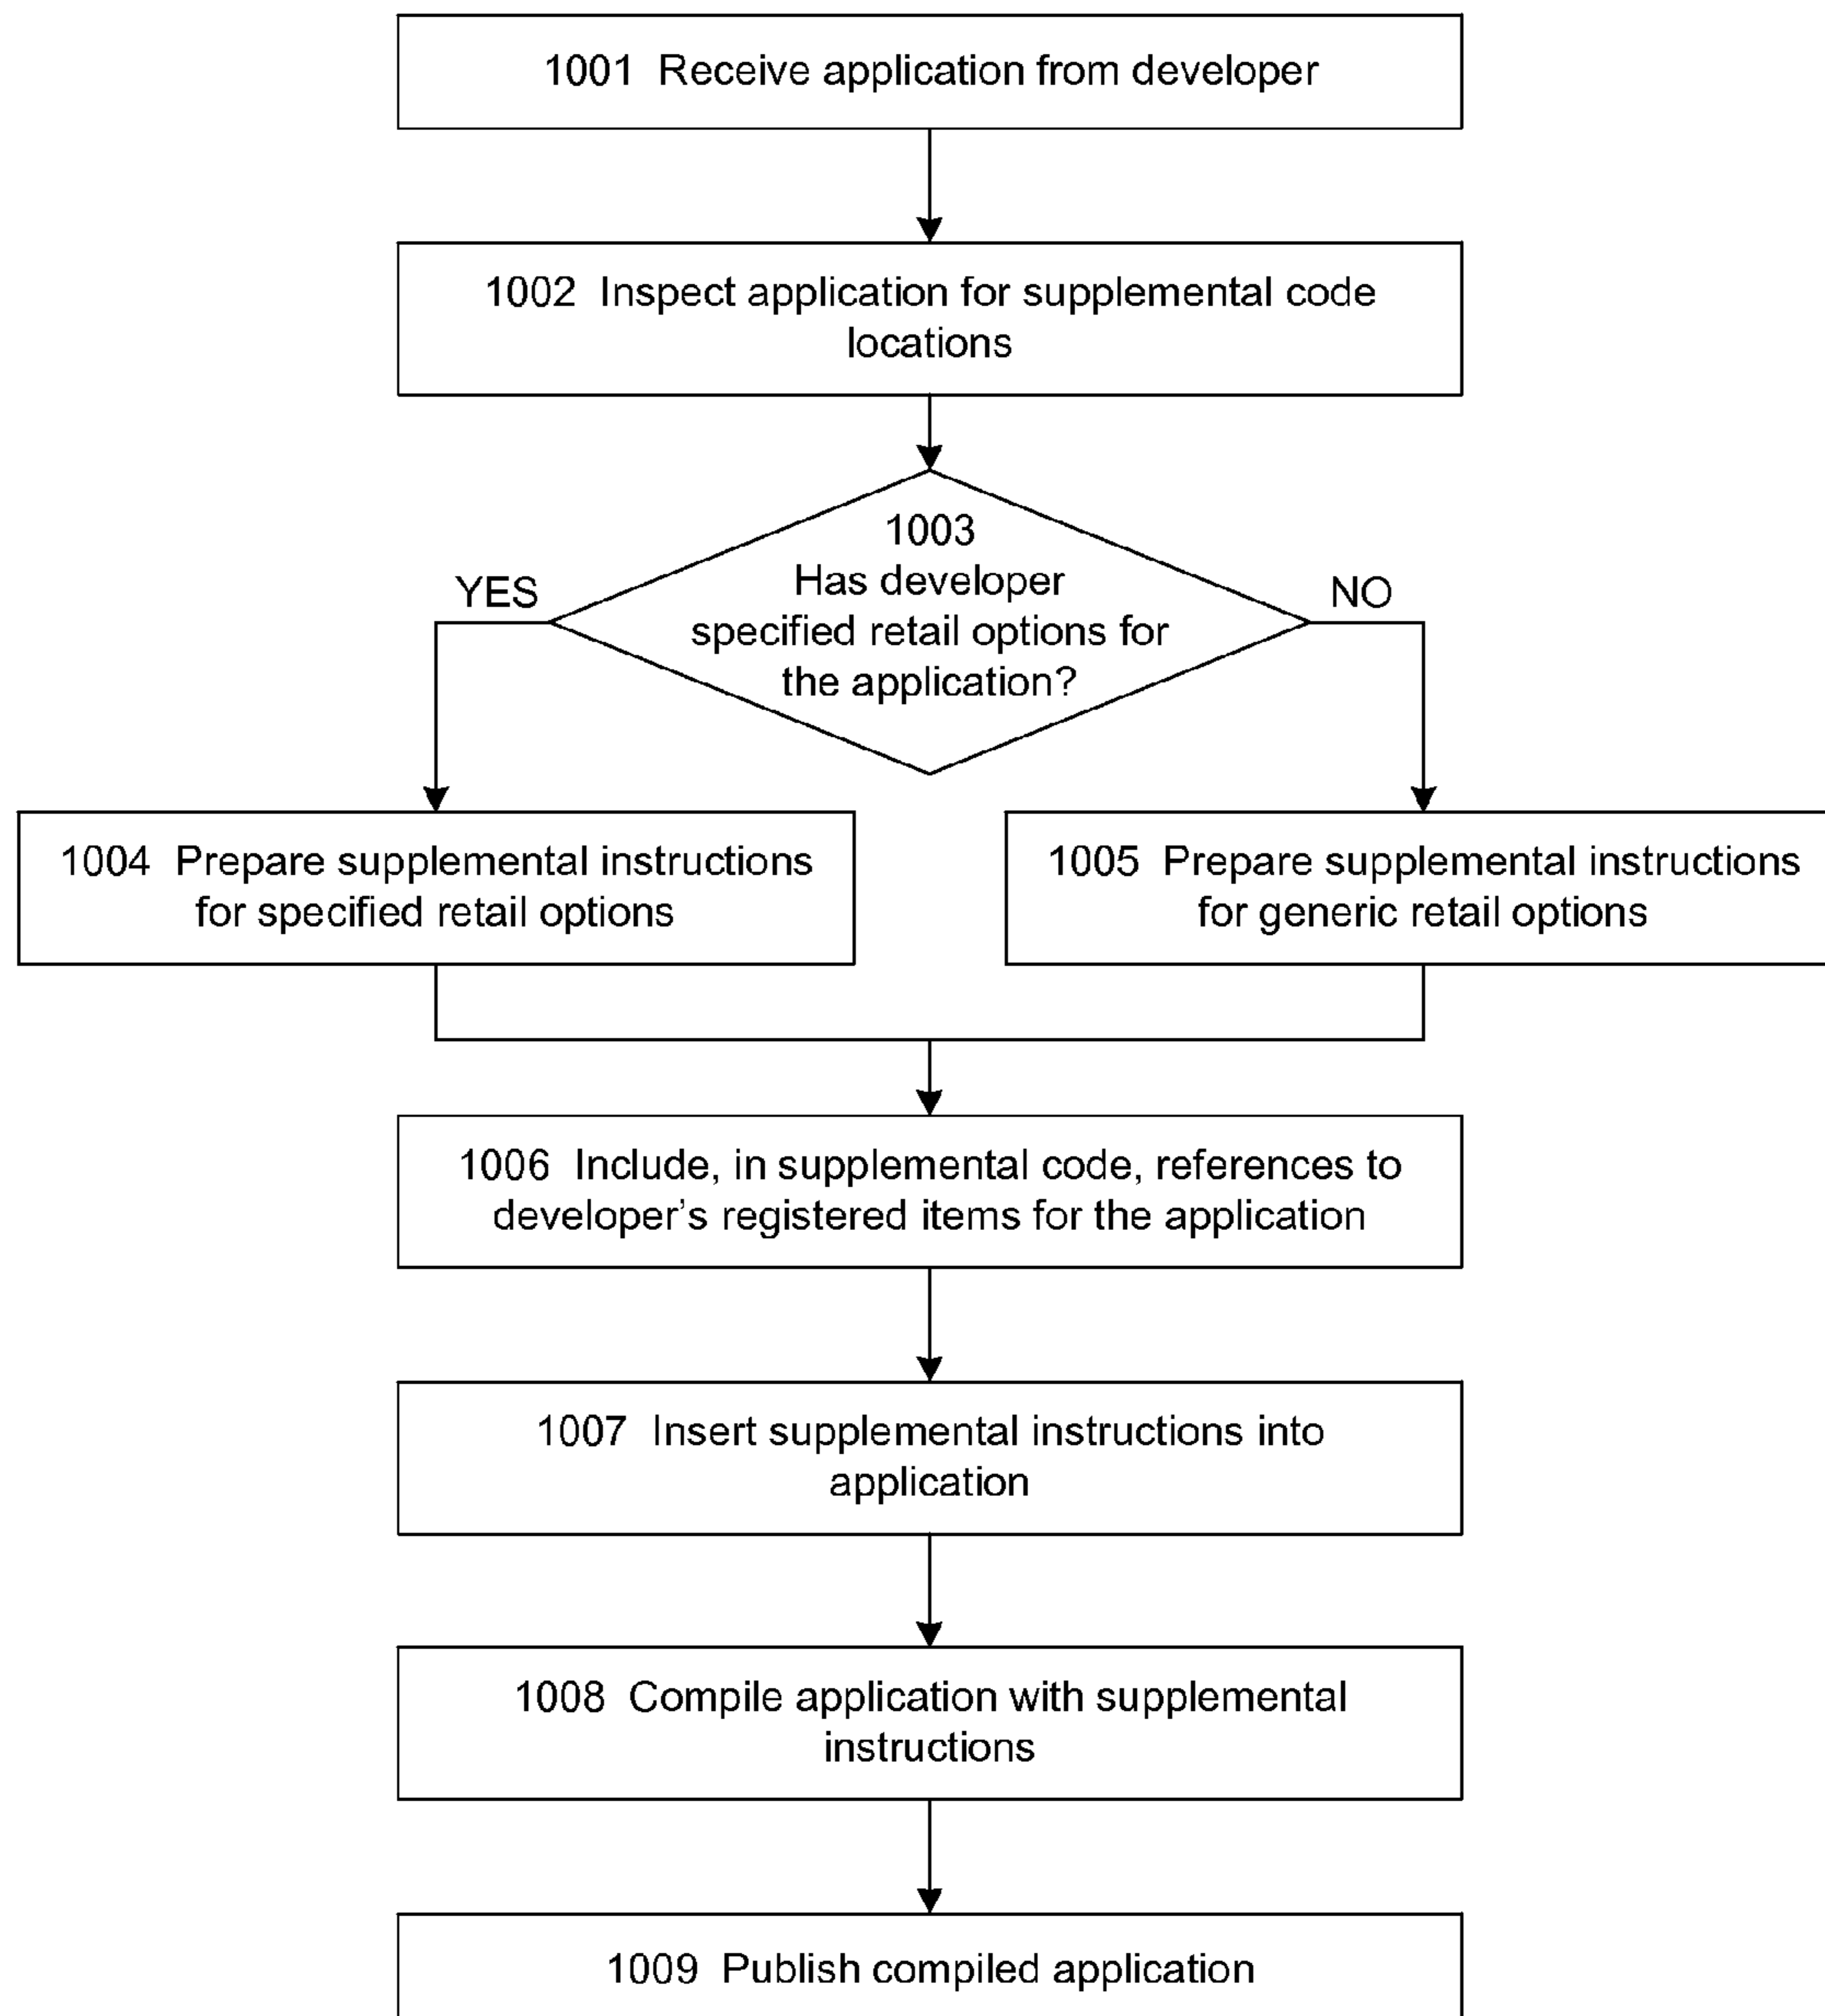 1001 Receive application from developer
1002 Inspect application for supplemental code
locations
1003
Has developer
specified retail options for
the application?
YES
NO
1004 Prepare supplemental instructions
for specified retail options
1005 Prepare supplemental instructions
for generic retail options
1006 Include, in supplemental code, references to
developer’s registered items for the application
1007 Insert supplemental instructions into
application
1008 Compile application with supplemental
instructions
1009 Publish compiled application